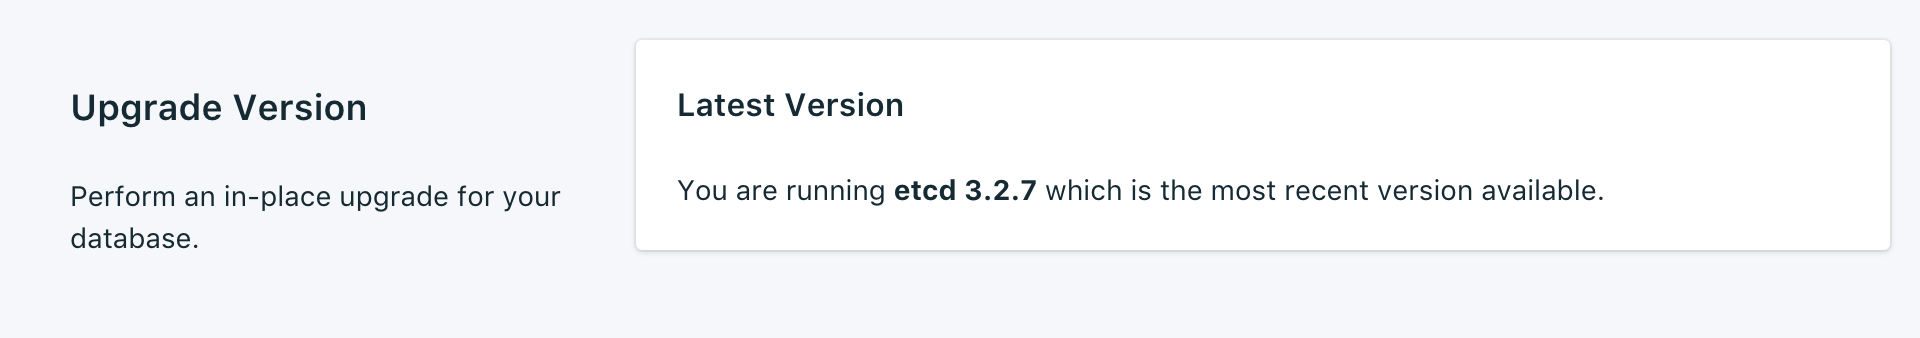 Upgrade Version
Perform an in-place upgrade for your
database.
Latest Version
You are running etcd 3.2.7 which is the most recent version available.